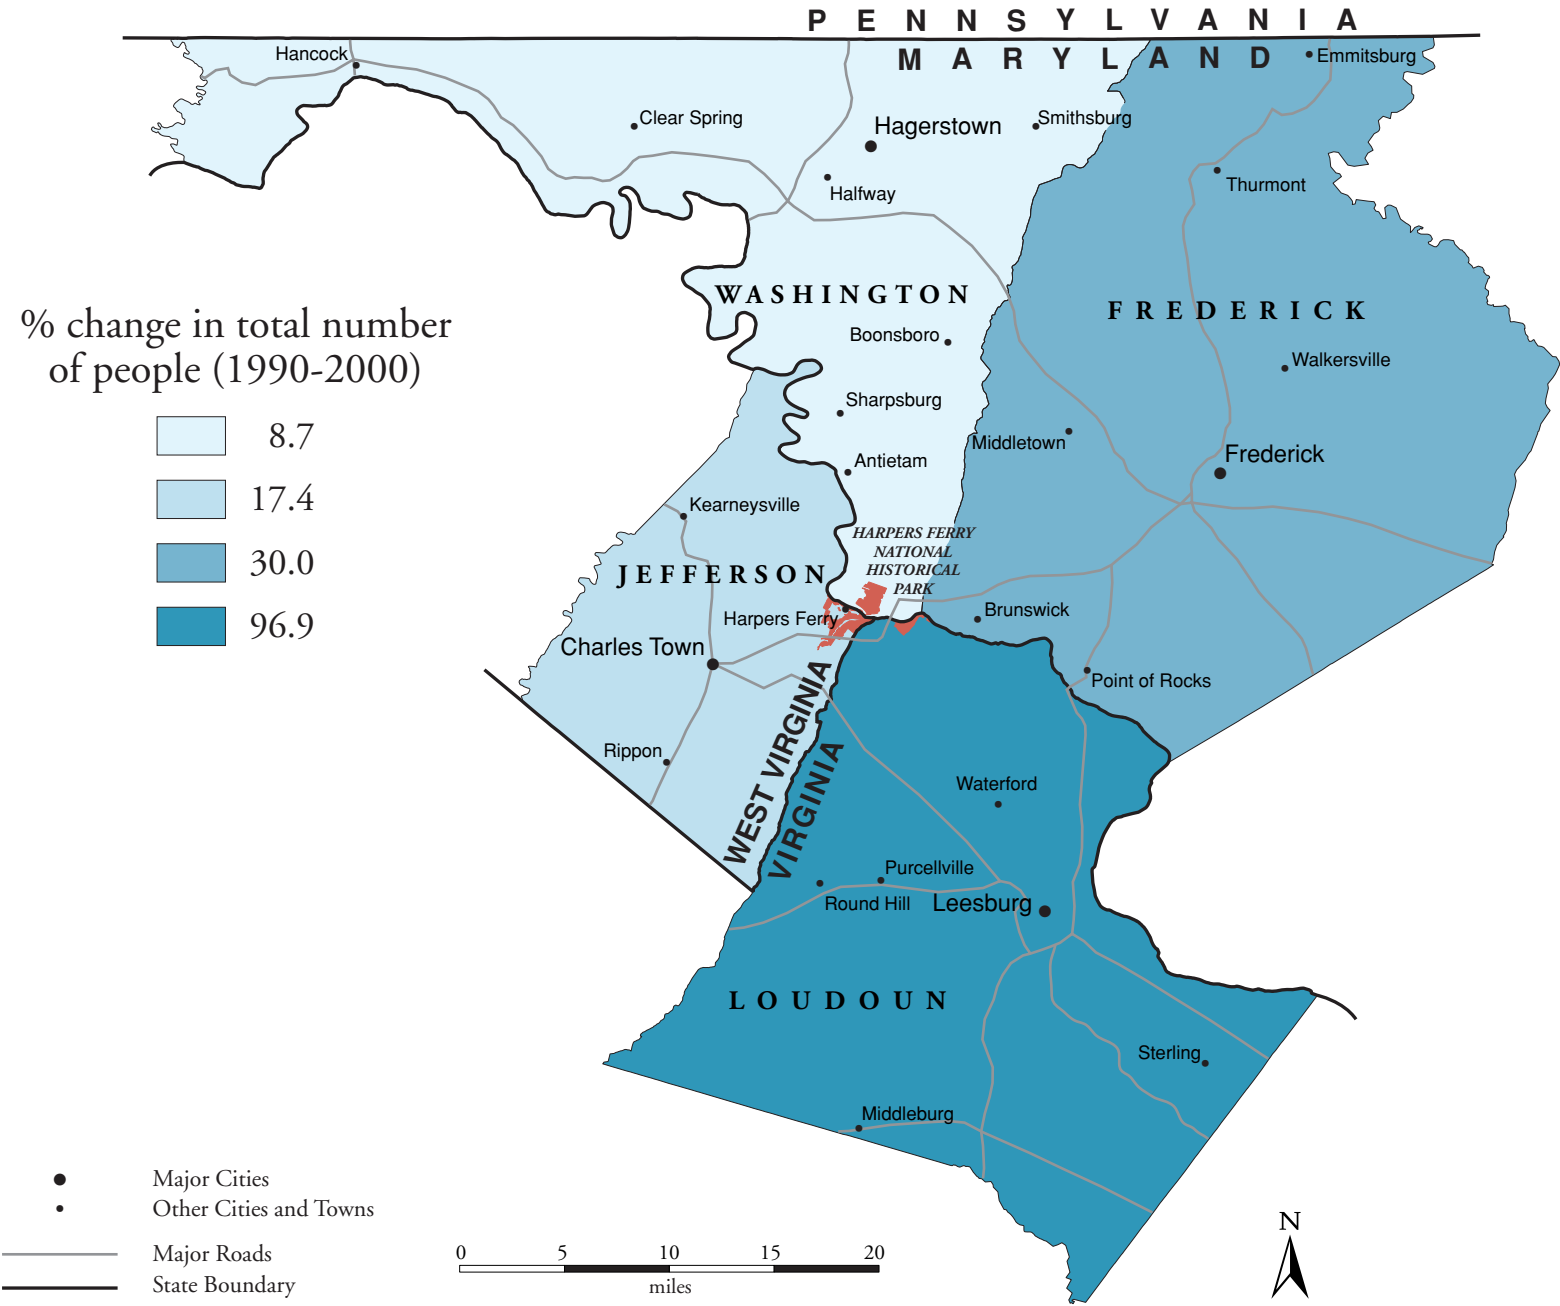 PENNSYLVANIA
MARYLAND
Hancock
Emmitsburg
Clear Spring
Hagerstown
Smithsburg
Halfway
Thurmont
WASHINGTON
FREDERICK
% change in total number
of people (1990-2000)
8.7
17.4
30.0
96.9
Boonsboro
Walkersville
Sharpsburg
Middletown
Frederick
Antietam
Kearneysville
HARPERS FERRY
NATIONAL
HISTORICAL
PARK
JEFFERSON
Harpers Ferry
Brunswick
Charles Town
Point of Rocks
WEST VIRGINIA
VIRGINIA
Rippon
Waterford
Purcellville
Round Hill
Leesburg
LOUDOUN
Sterling
Middleburg
Major Cities
Other Cities and Towns
Major Roads
State Boundary
0 5 10 15 20
miles
N